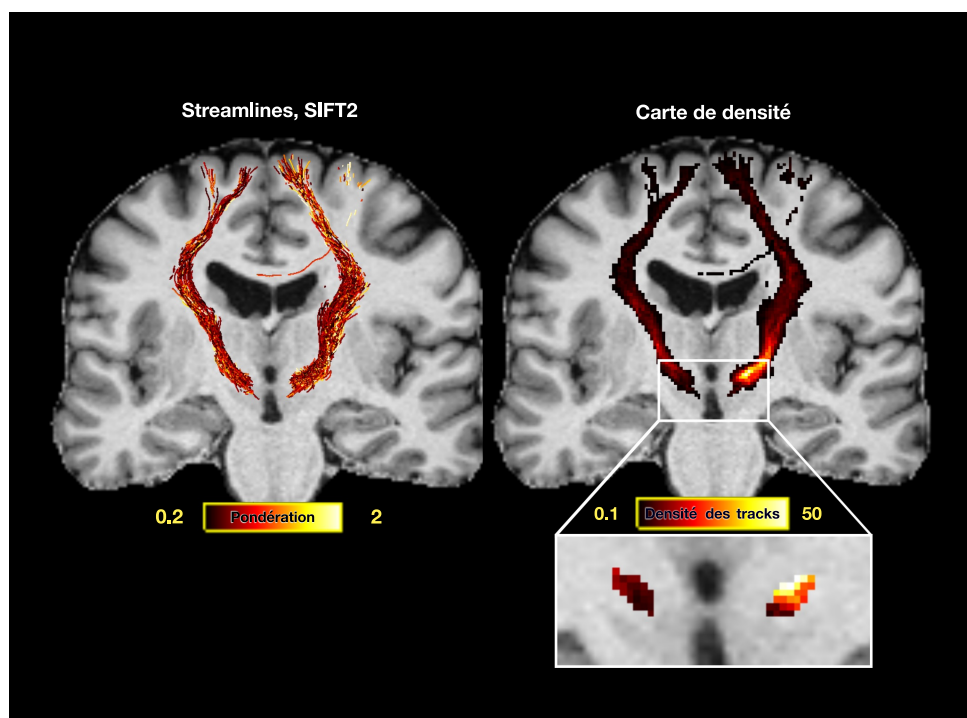 Streamlines, SIFT2
Carte de densité
0.2 Pondération 2
0.1 Densité des tracks 50